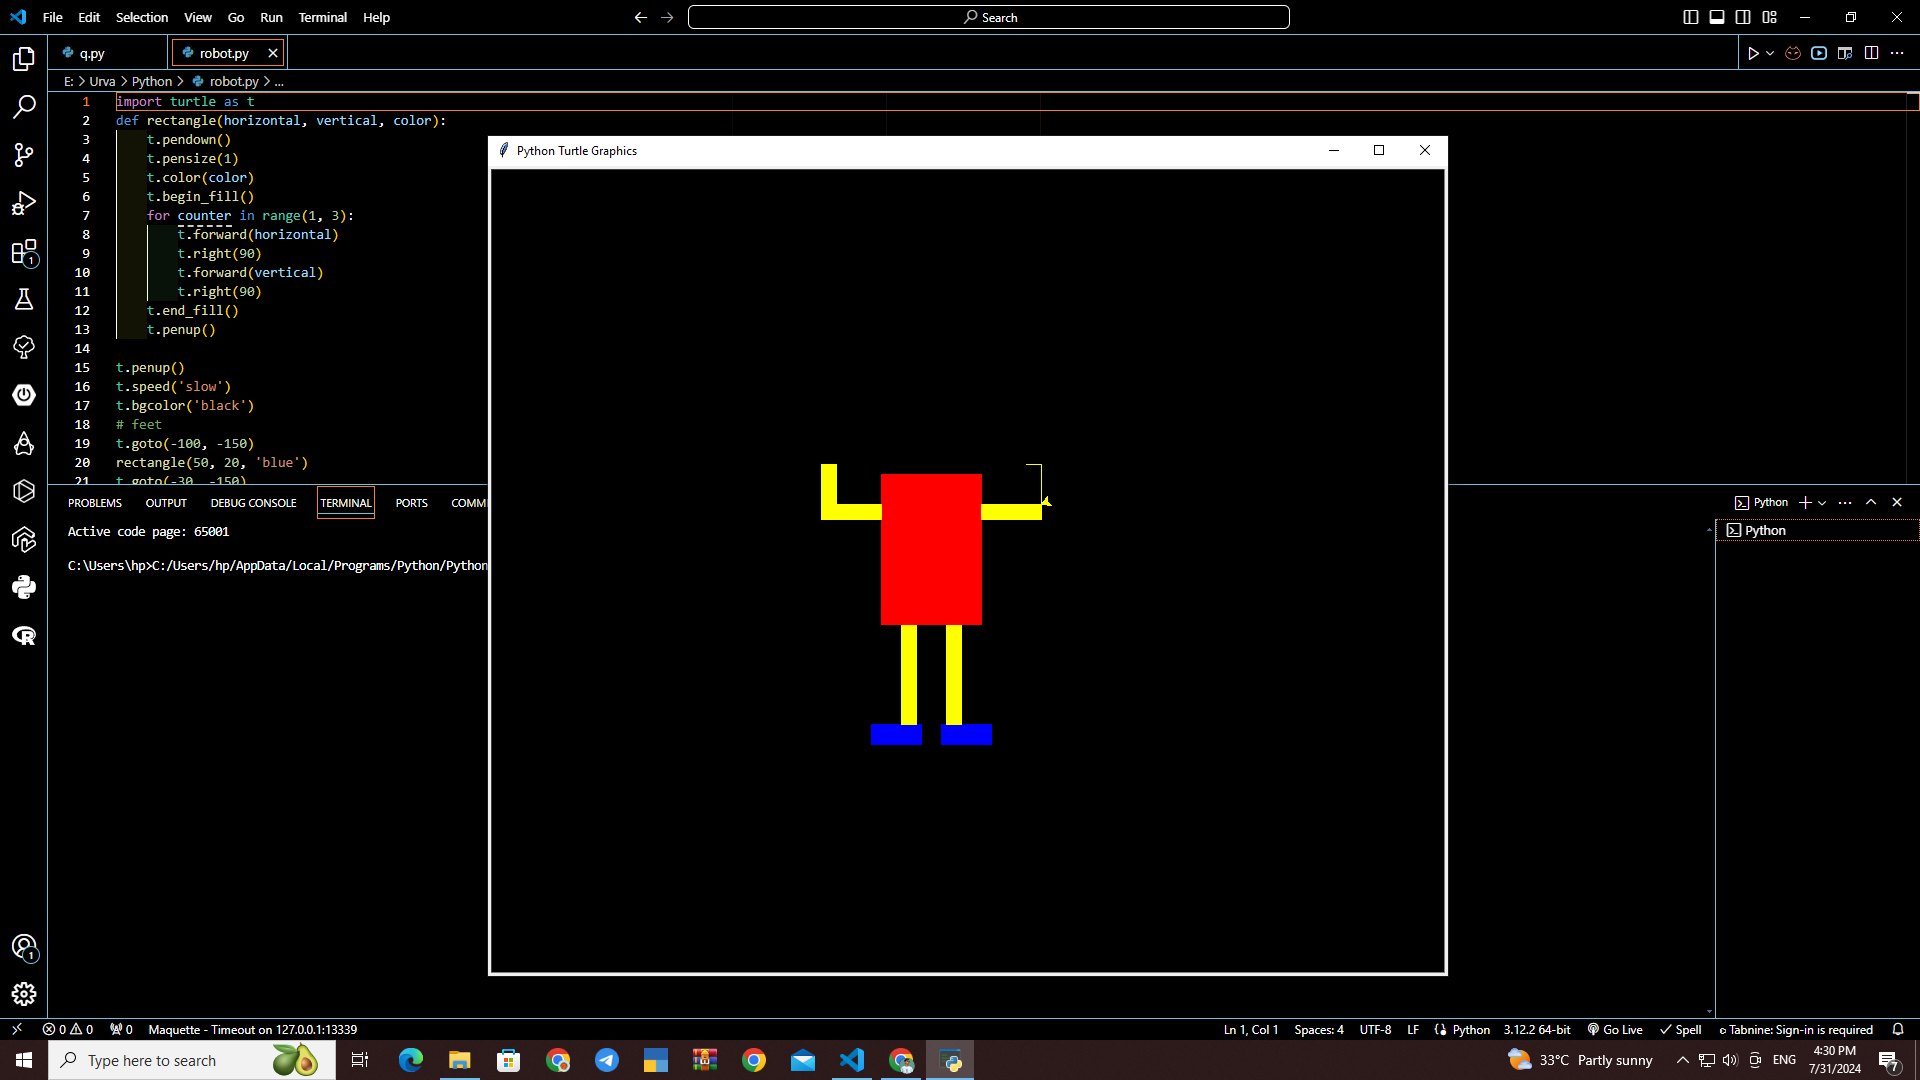 File Edit Selection View Go Run Terminal Help
Search
q.py
robot.py
E: > Urva > Python > robot.py > ...
1 import turtle as t
2 def rectangle(horizontal, vertical, color):
3 t.pendown()
4 t.pensize(1)
5 t.color(color)
6 t.begin_fill()
7 for counter in range(1, 3):
8 t.forward(horizontal)
9 t.right(90)
10 t.forward(vertical)
11 t.right(90)
12 t.end_fill()
13 t.penup()
14
15 t.penup()
16 t.speed('slow')
17 t.bgcolor('black')
18 # feet
19 t.goto(-100, -150)
20 rectangle(50, 20, 'blue')
21 t.goto(-30, -150)
Python Turtle Graphics
PROBLEMS OUTPUT DEBUG CONSOLE TERMINAL PORTS COMM
Python
Active code page: 65001
Python
C:\Users\hp>C:/Users/hp/AppData/Local/Programs/Python/Python
1
1
0 0 0 Maquette - Timeout on 127.0.0.1:13339
Ln 1, Col 1 Spaces: 4 UTF-8 LF Python 3.12.2 64-bit Go Live Spell Tabnine: Sign-in is required
Type here to search
33°C Partly sunny
ENG
4:30 PM
7/31/2024
7